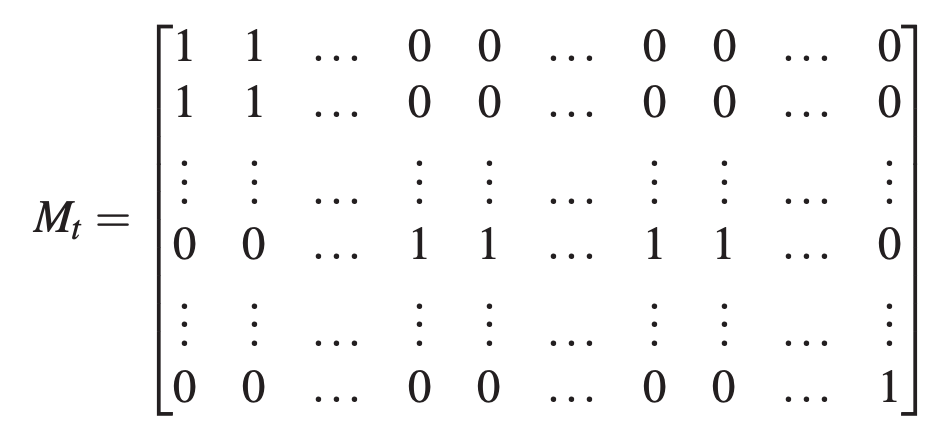 1 1 … 0 0 … 0 0 … 0
1 1 … 0 0 … 0 0 … 0
⋮ ⋮ … ⋮ ⋮ … ⋮ ⋮ … ⋮
M_t = 0 0 … 1 1 … 1 1 … 0
⋮ ⋮ … ⋮ ⋮ … ⋮ ⋮ … ⋮
0 0 … 0 0 … 0 0 … 1